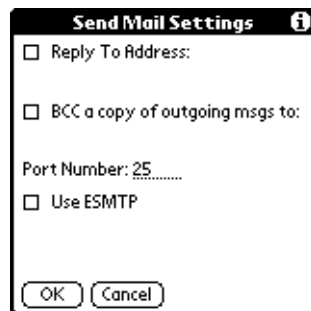 Send Mail Settings i
Reply To Address:
BCC a copy of outgoing msgs to:
Port Number: 25
Use ESMTP
OK Cancel